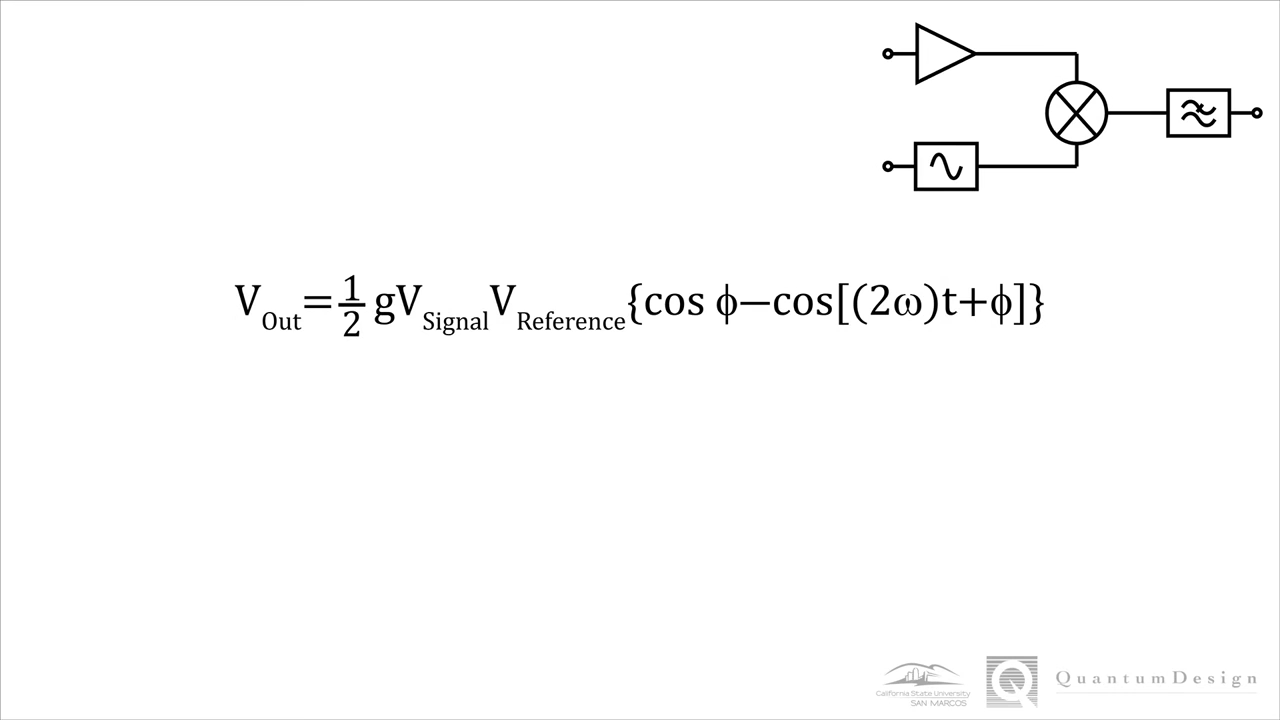 V_Out=1/2 gV_Signal V_Reference{cos ϕ−cos[(2ω)t+ϕ]}
California State University
SAN MARCOS
QuantumDesign